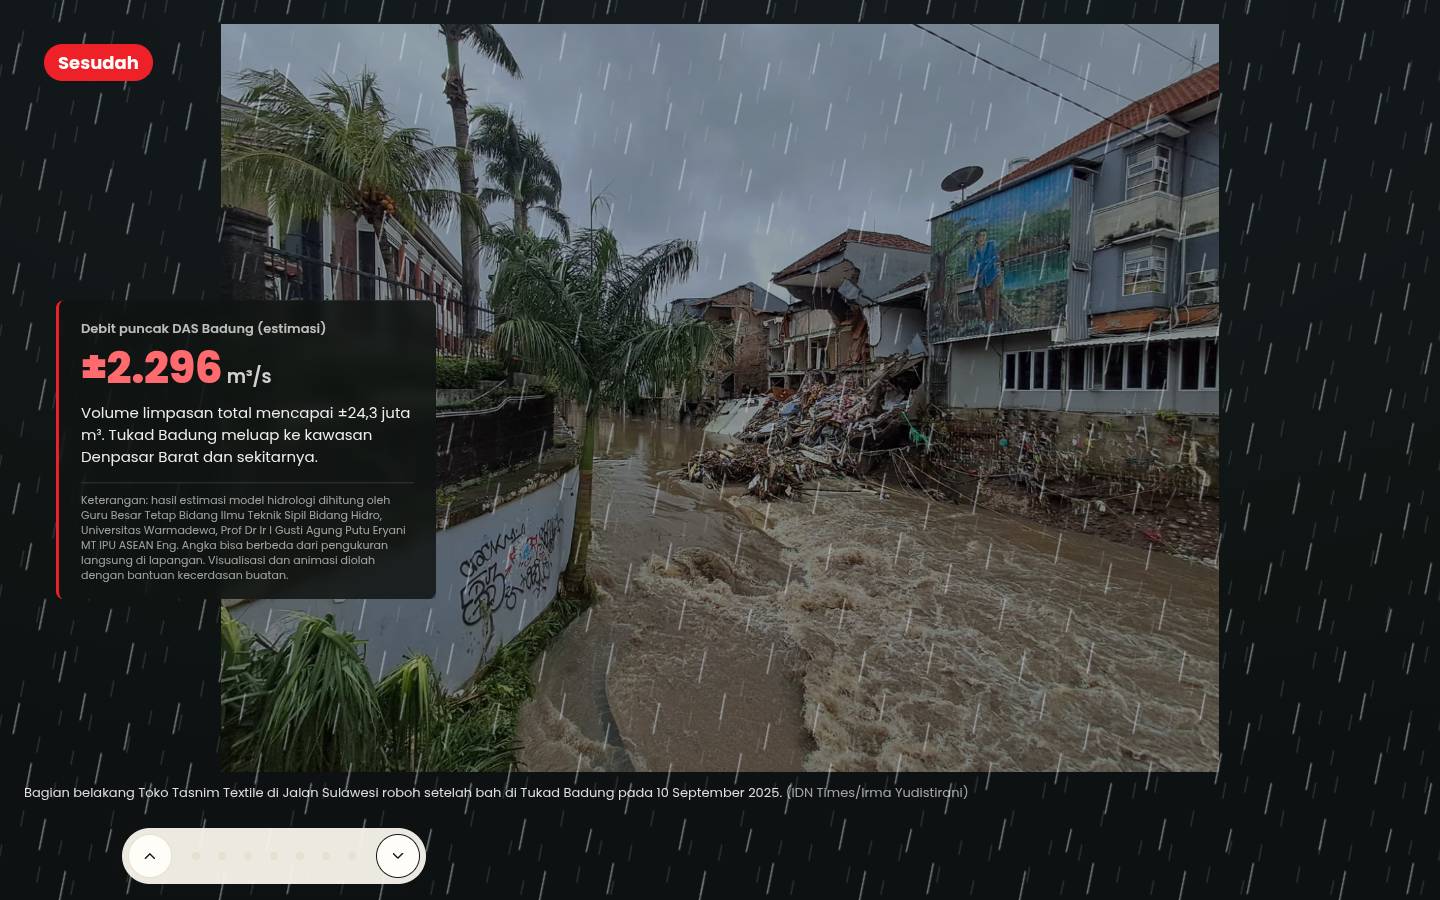 Sesudah
Debit puncak DAS Badung (estimasi)
±2.296 m³/s
Volume limpasan total mencapai ±24,3 juta
m³. Tukad Badung meluap ke kawasan
Denpasar Barat dan sekitarnya.
Keterangan: hasil estimasi model hidrologi dihitung oleh
Guru Besar Tetap Bidang Ilmu Teknik Sipil Bidang Hidro,
Universitas Warmadewa, Prof Dr Ir I Gusti Agung Putu Eryani
MT IPU ASEAN Eng. Angka bisa berbeda dari pengukuran
langsung di lapangan. Visualisasi dan animasi diolah
dengan bantuan kecerdasan buatan.
Bagian belakang Toko Tasnim Textile di Jalan Sulawesi roboh setelah bah di Tukad Badung pada 10 September 2025. (IDN Times/Irma Yudistirani)